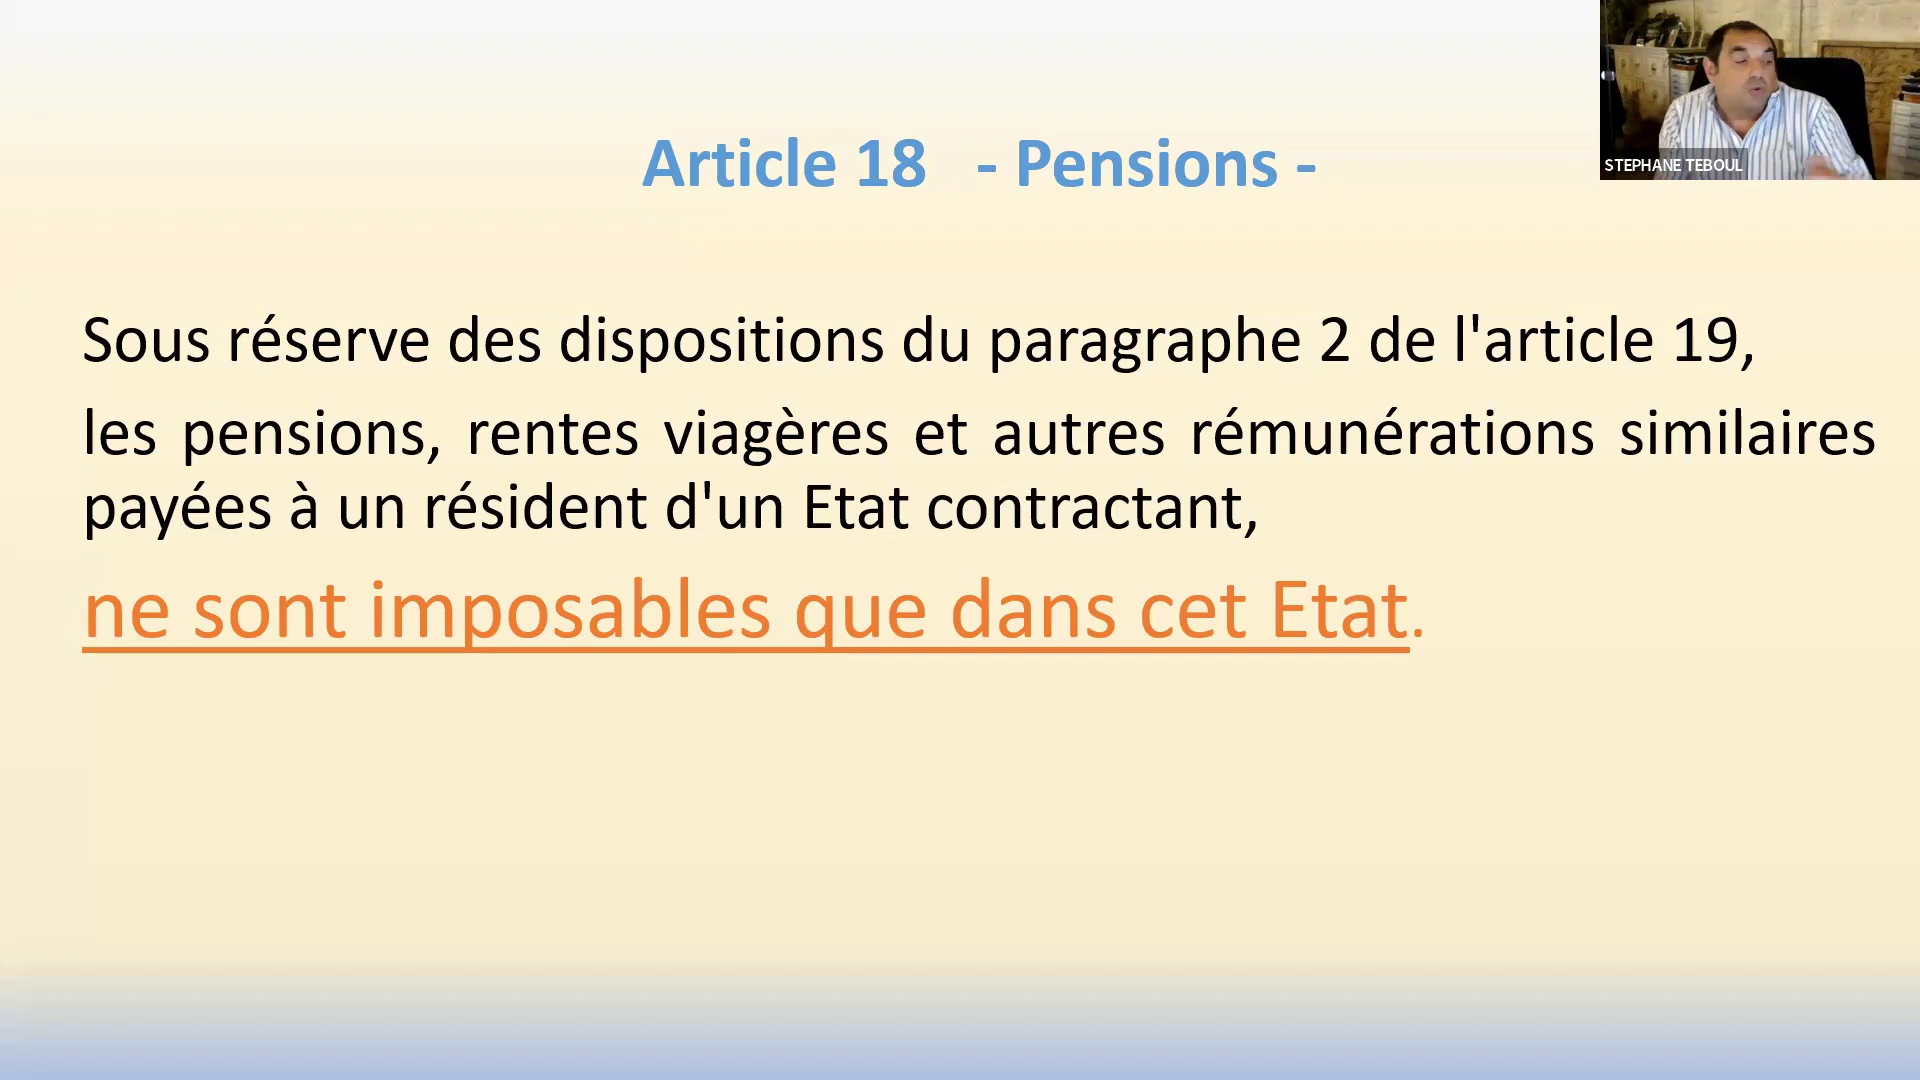 STEPHANE TEBOUL
Article 18 - Pensions -
Sous réserve des dispositions du paragraphe 2 de l'article 19,
les pensions, rentes viagères et autres rémunérations similaires
payées à un résident d'un Etat contractant,
ne sont imposables que dans cet Etat.